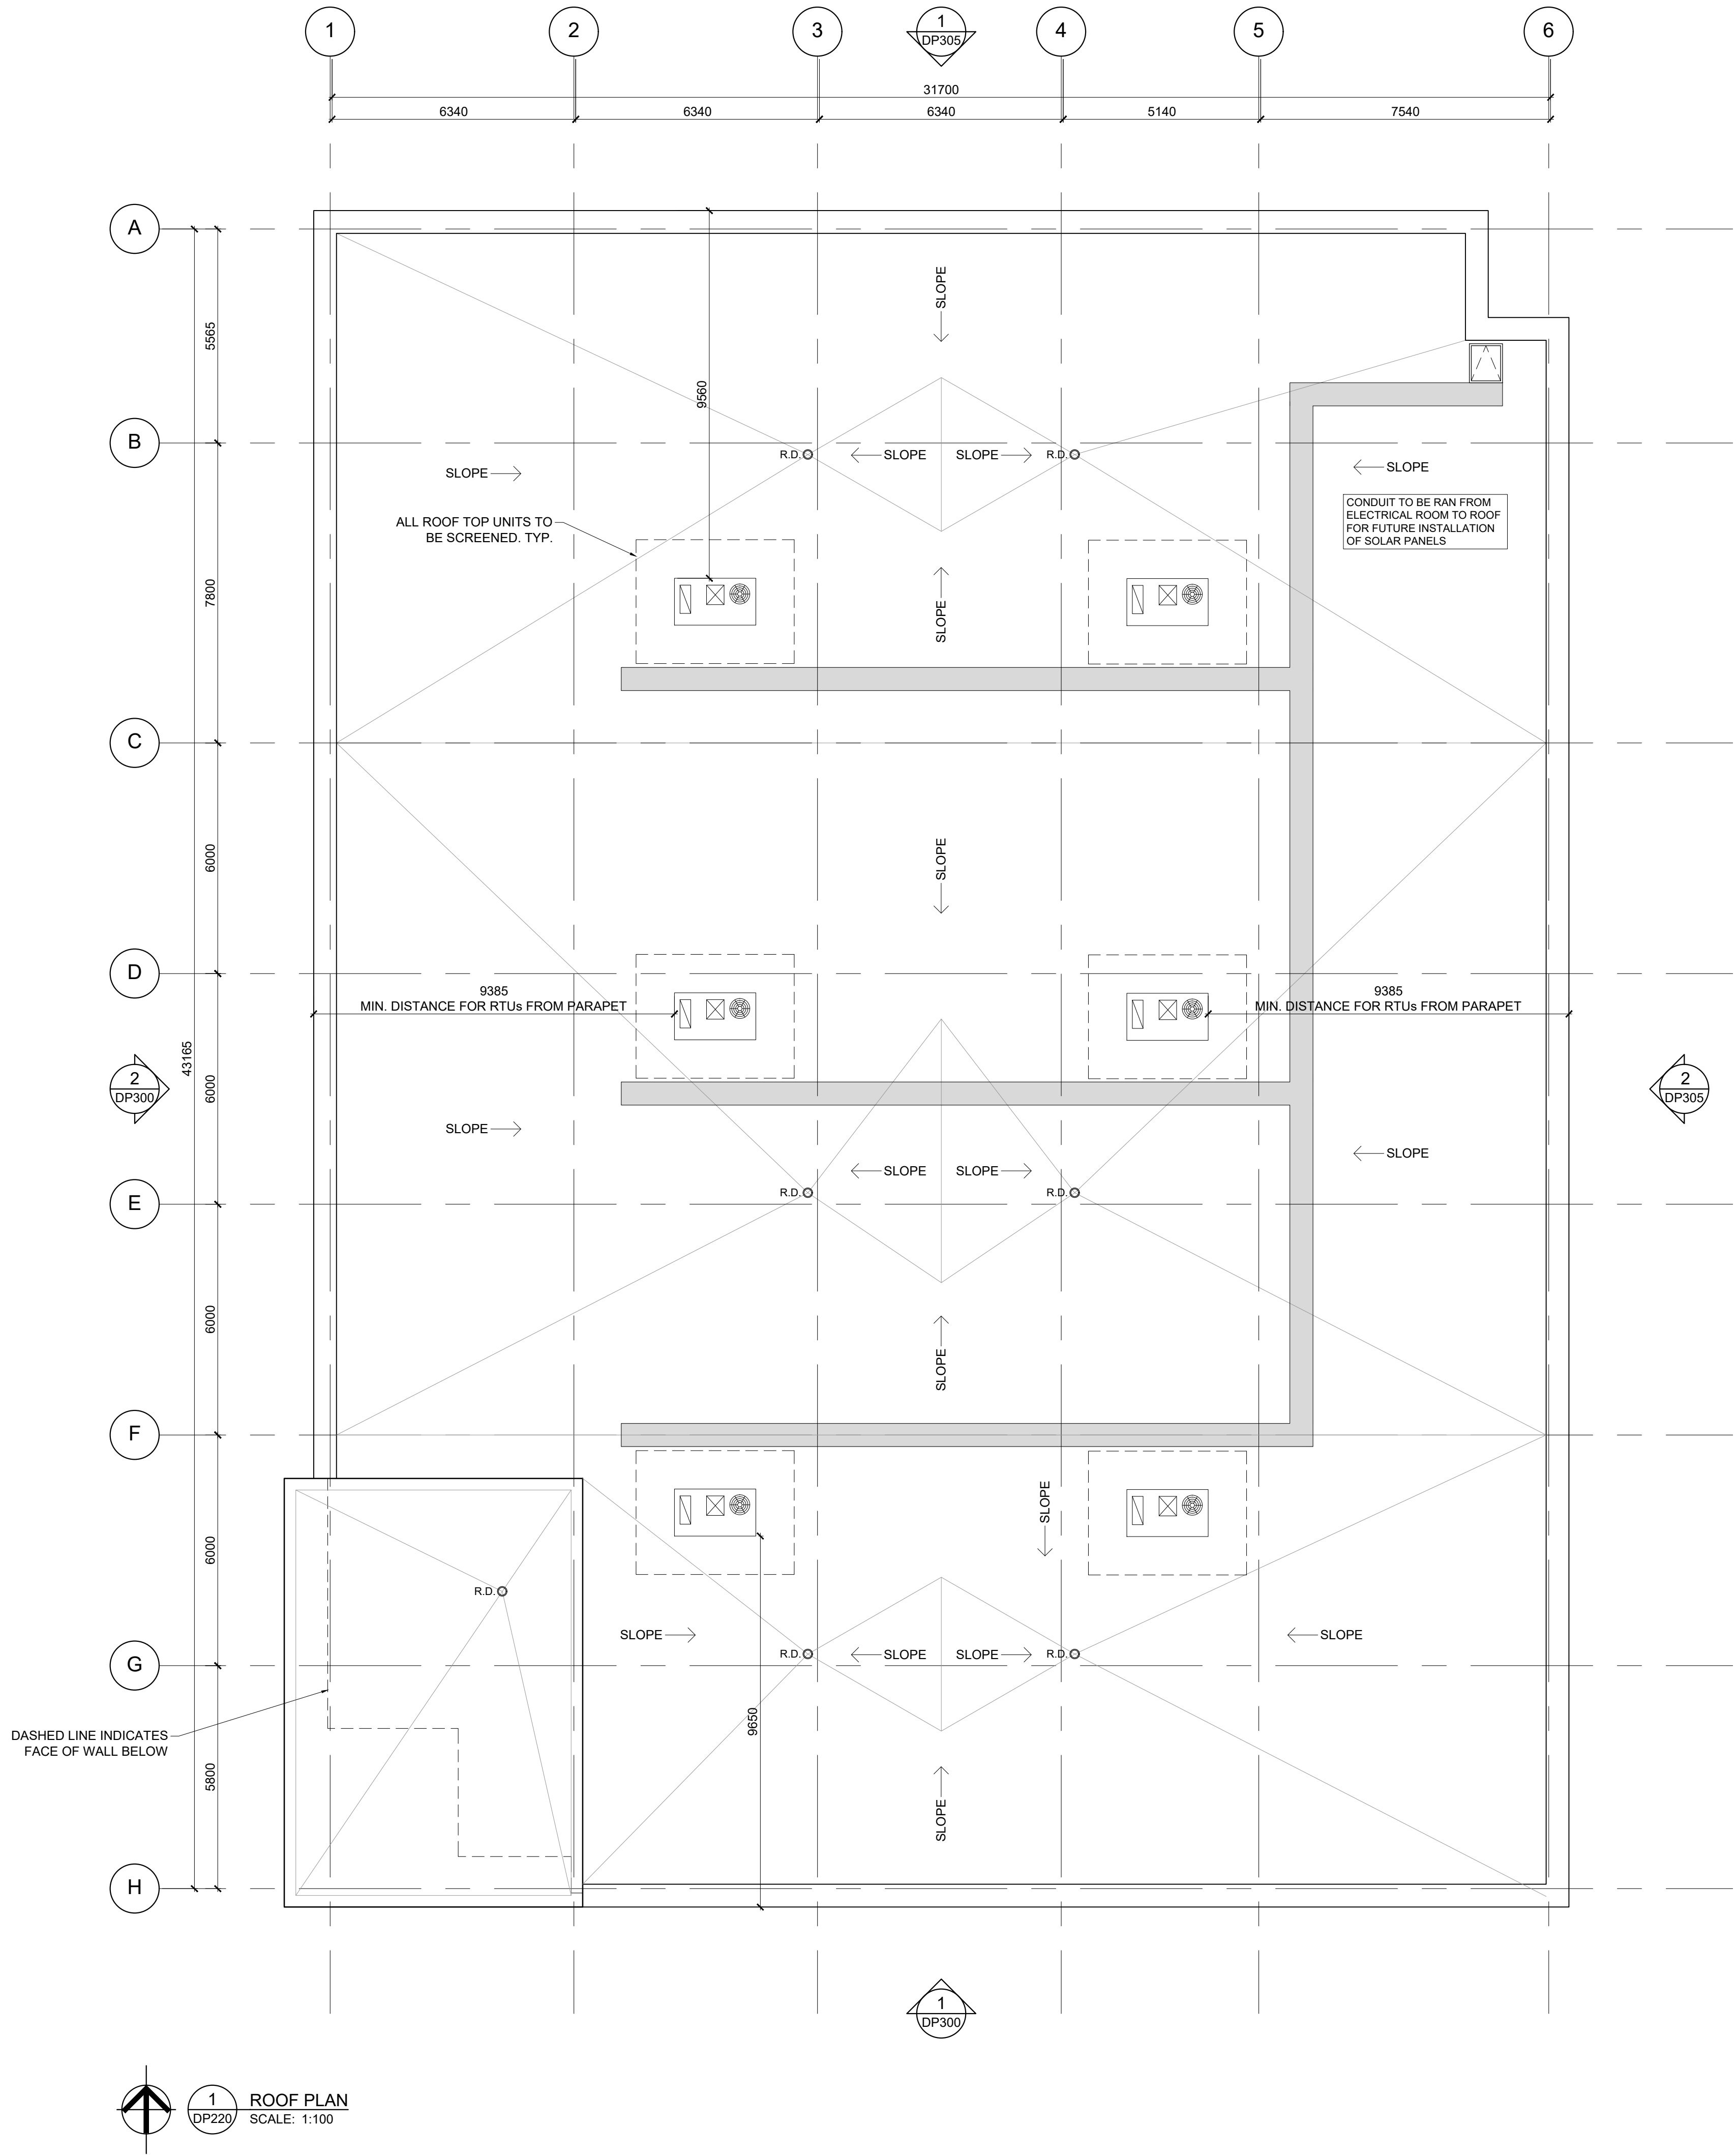 1
2
3
1
DP305
4
5
6
31700
6340
6340
6340
5140
7540
A
B
C
D
E
F
G
H
5565
7800
6000
6000
6000
6000
5800
43165
SLOPE
9560
R.D.
SLOPE
SLOPE
R.D.
SLOPE
SLOPE
CONDUIT TO BE RAN FROM
ELECTRICAL ROOM TO ROOF
FOR FUTURE INSTALLATION
OF SOLAR PANELS
ALL ROOF TOP UNITS TO
BE SCREENED. TYP.
SLOPE
SLOPE
9385
MIN. DISTANCE FOR RTUs FROM PARAPET
9385
MIN. DISTANCE FOR RTUs FROM PARAPET
2
DP300
2
DP305
SLOPE
SLOPE
SLOPE
SLOPE
R.D.
R.D.
SLOPE
SLOPE
R.D.
SLOPE
SLOPE
R.D.
SLOPE
SLOPE
R.D.
9650
DASHED LINE INDICATES
FACE OF WALL BELOW
SLOPE
1
DP300
1
DP220
ROOF PLAN
SCALE: 1:100